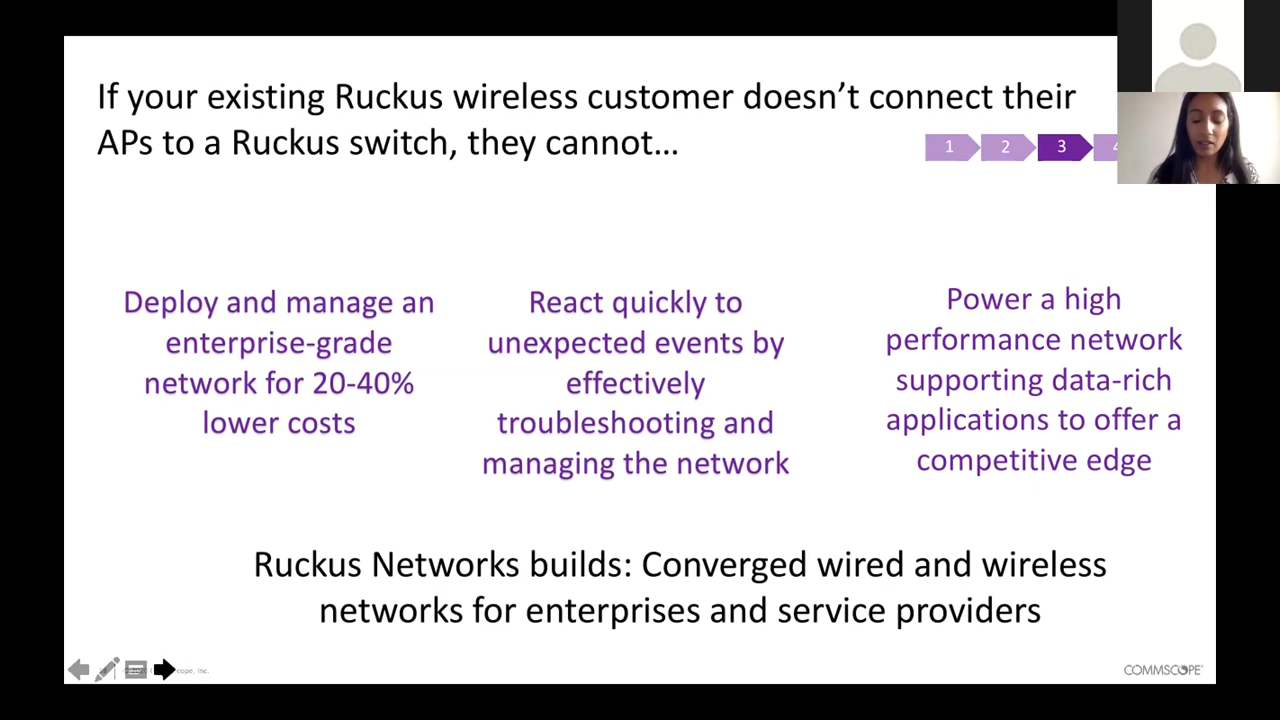 If your existing Ruckus wireless customer doesn't connect their
APs to a Ruckus switch, they cannot...
1
2
3
4
Deploy and manage an
enterprise-grade
network for 20-40%
lower costs
React quickly to
unexpected events by
effectively
troubleshooting and
managing the network
Power a high
performance network
supporting data-rich
applications to offer a
competitive edge
Ruckus Networks builds: Converged wired and wireless
networks for enterprises and service providers
COMMSCOPE